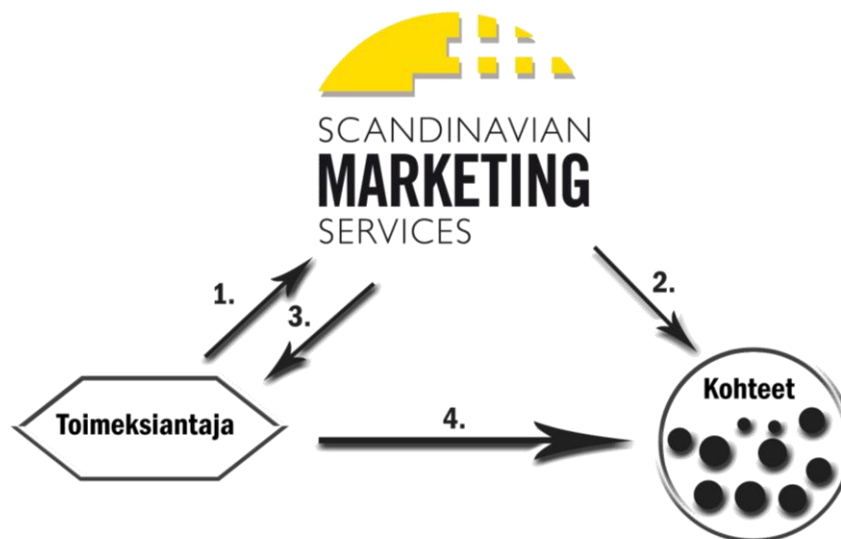 SCANDINAVIAN
MARKETING
SERVICES
1.
3.
2.
Toimeksiantaja
4.
Kohteet